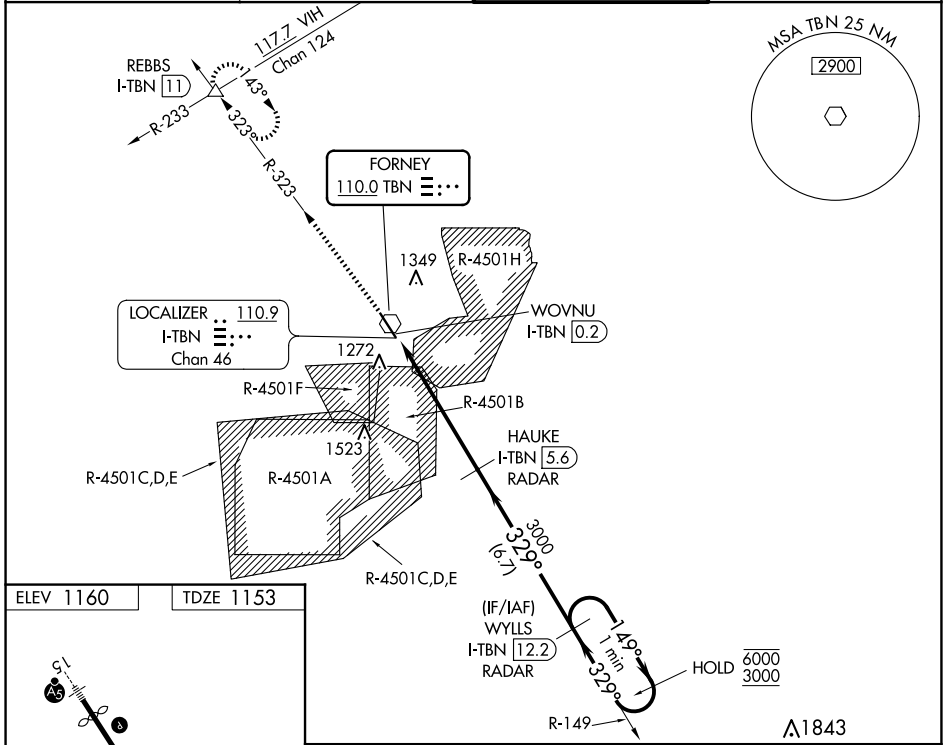 117.7 VIH
Chan 124
REBBS
I-TBN 11
143°
323°
R-233
R-323
MSA TBN 25 NM
2900
FORNEY
110.0 TBN
1349
R-4501H
LOCALIZER 110.9
I-TBN
Chan 46
WOVNU
I-TBN 0.2
1272
R-4501F
R-4501B
1523
HAUKE
I-TBN 5.6
RADAR
R-4501C,D,E
R-4501A
3000
329°
(6.7)
R-4501C,D,E
ELEV 1160
TDZE 1153
(IF/IAF)
WYLLS
I-TBN 12.2
RADAR
149°
1 min
329°
HOLD 6000
3000
R-149
1843
15
A5